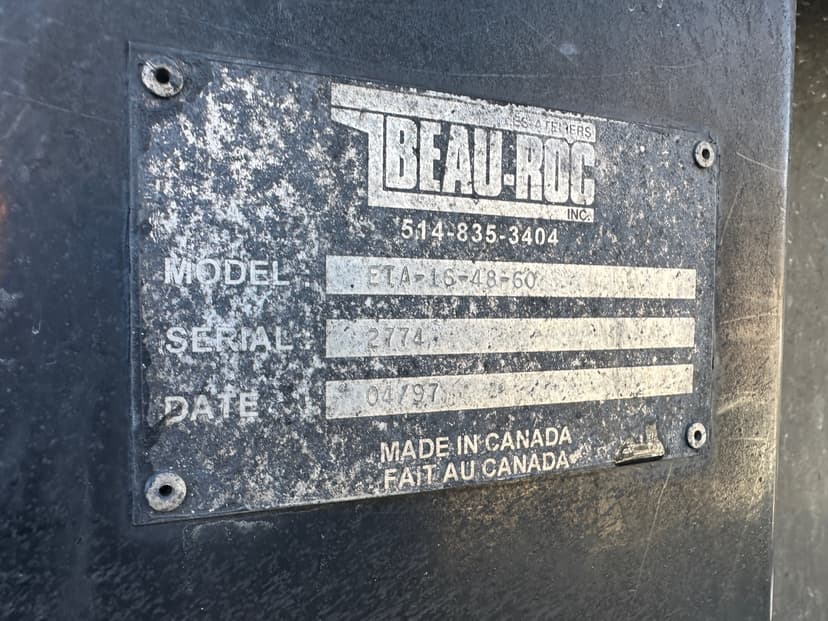 LES ATELIERS
BEAU-ROC
INC.
514-835-3404
MODEL : ETA-16-48-60
SERIAL : 2774
DATE : 04/97
MADE IN CANADA
FAIT AU CANADA